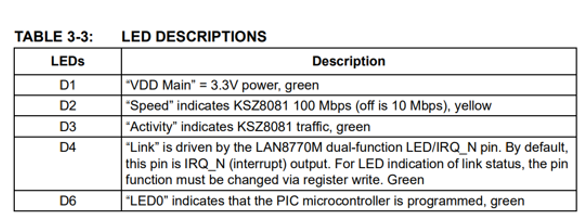 TABLE 3-3: LED DESCRIPTIONS
LEDs Description
D1 “VDD Main” = 3.3V power, green
D2 “Speed” indicates KSZ8081 100 Mbps (off is 10 Mbps), yellow
D3 “Activity” indicates KSZ8081 traffic, green
D4 “Link” is driven by the LAN8770M dual-function LED/IRQ_N pin. By default,
this pin is IRQ_N (interrupt) output. For LED indication of link status, the pin
function must be changed via register write. Green
D6 “LED0” indicates that the PIC microcontroller is programmed, green